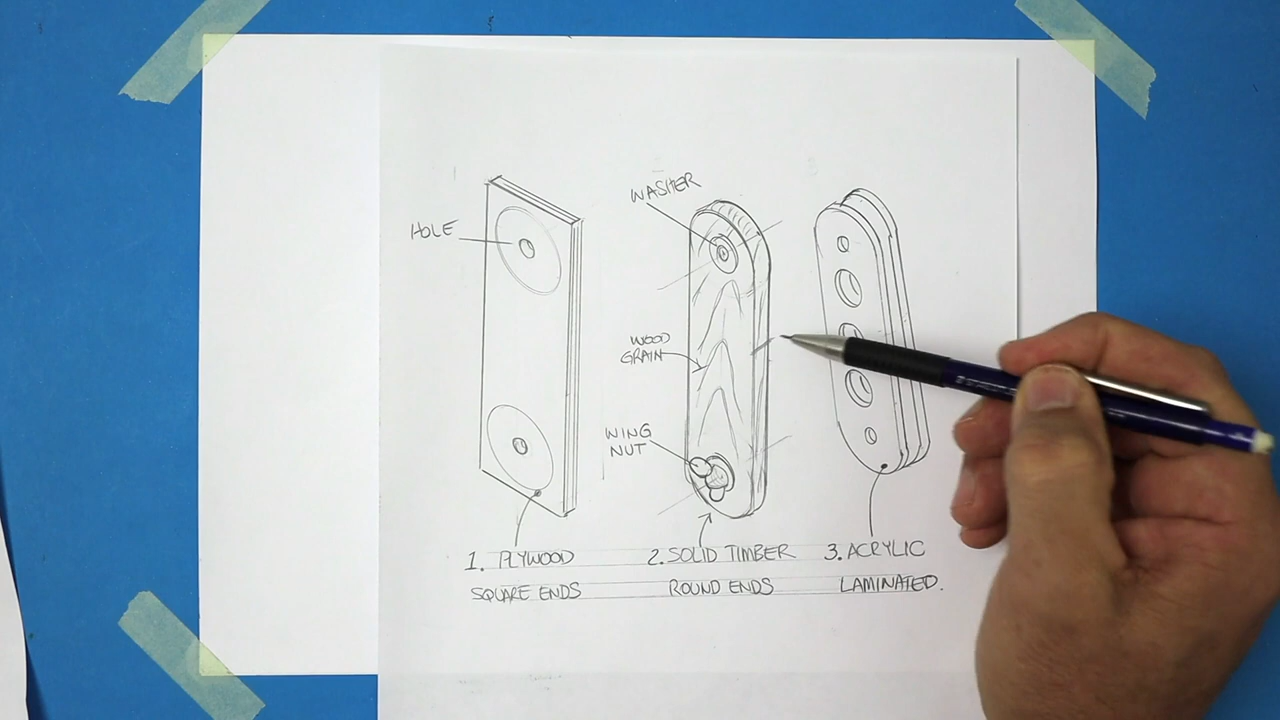 WASHER
HOLE
WOOD
GRAIN
WING
NUT
1. PLYWOOD
SQUARE ENDS
2. SOLID TIMBER
ROUND ENDS
3. ACRYLIC
LAMINATED.